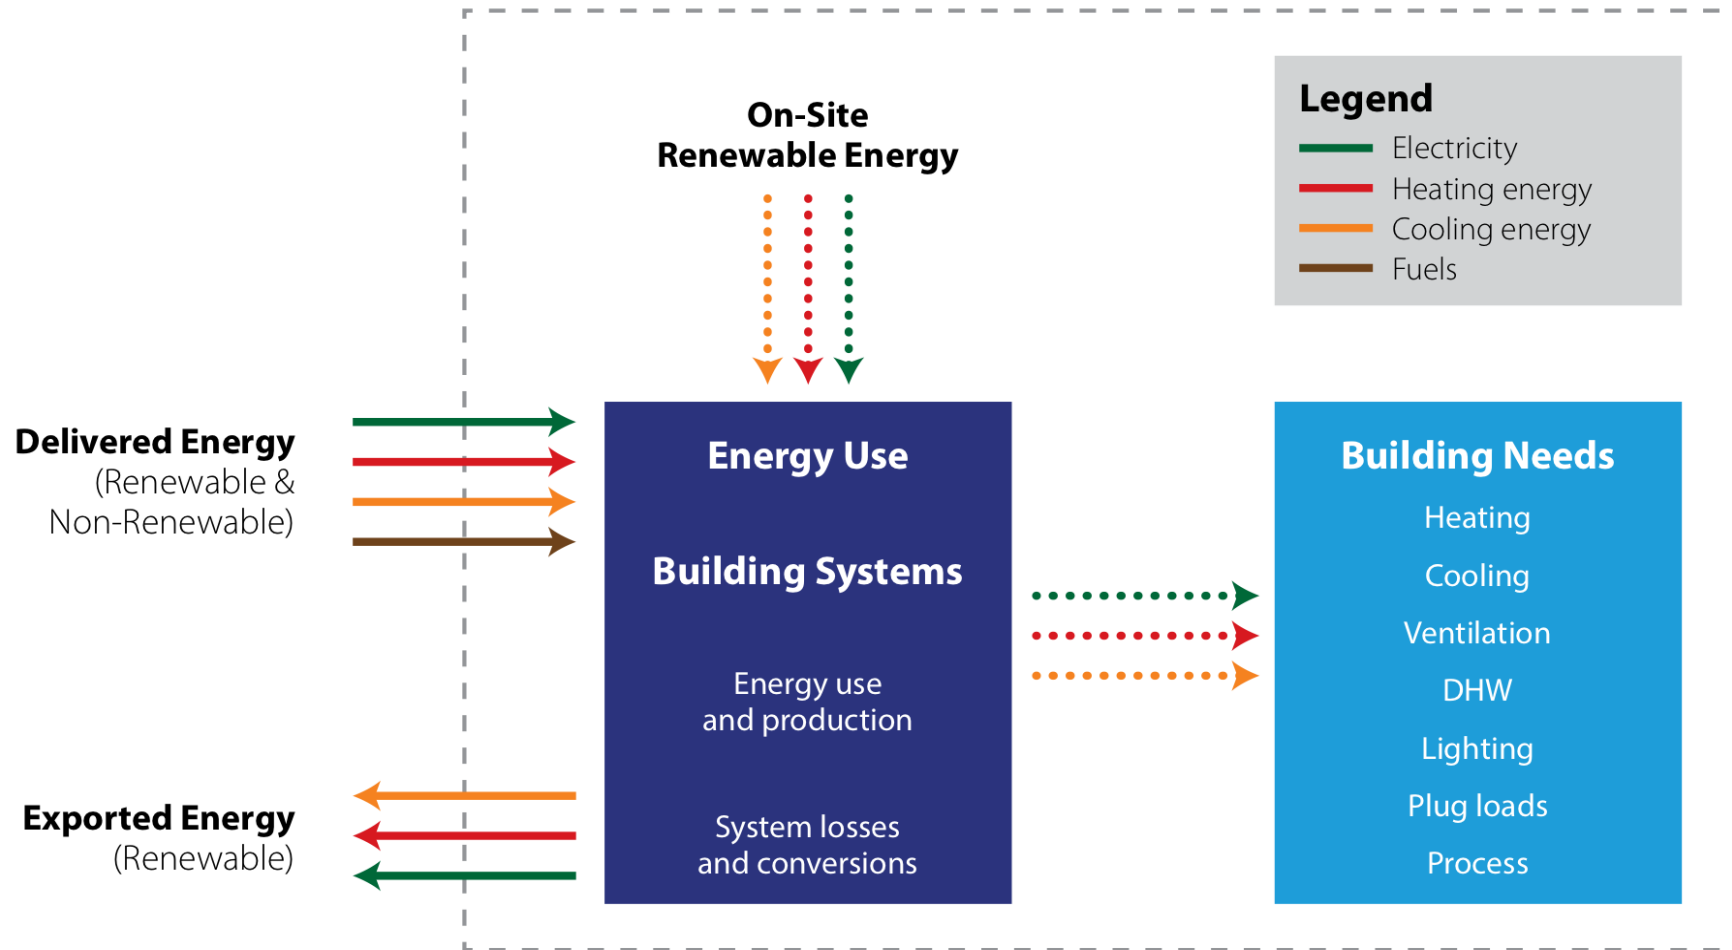 On-Site
Renewable Energy
Legend
Electricity
Heating energy
Cooling energy
Fuels
Delivered Energy
(Renewable &
Non-Renewable)
Exported Energy
(Renewable)
Energy Use
Building Systems
Energy use
and production
System losses
and conversions
Building Needs
Heating
Cooling
Ventilation
DHW
Lighting
Plug loads
Process